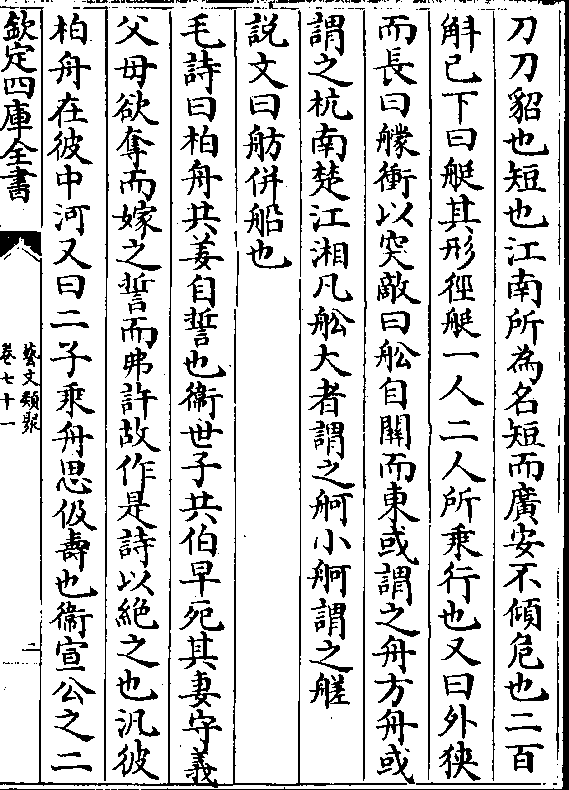 刀刀貂也短也江南所為名短而廣安不傾危也二百
斛已下曰艇其形徑艇一人二人所乘行也又曰外狹
而長曰艨衝以突敵曰舩自關而東或謂之舟方舟或
謂之杭南楚江湘凡舩大者謂之舸小舸謂之艖
説文曰舫併船也
毛詩曰柏舟共姜自誓也衛世子共伯早死其妻守義
父母欲奪而嫁之誓而弗許故作是詩以絶之也汎彼
柏舟在彼中河又曰二子乘舟思伋壽也衞宣公之二
欽定四庫全書
藝文類聚
卷七十一
二